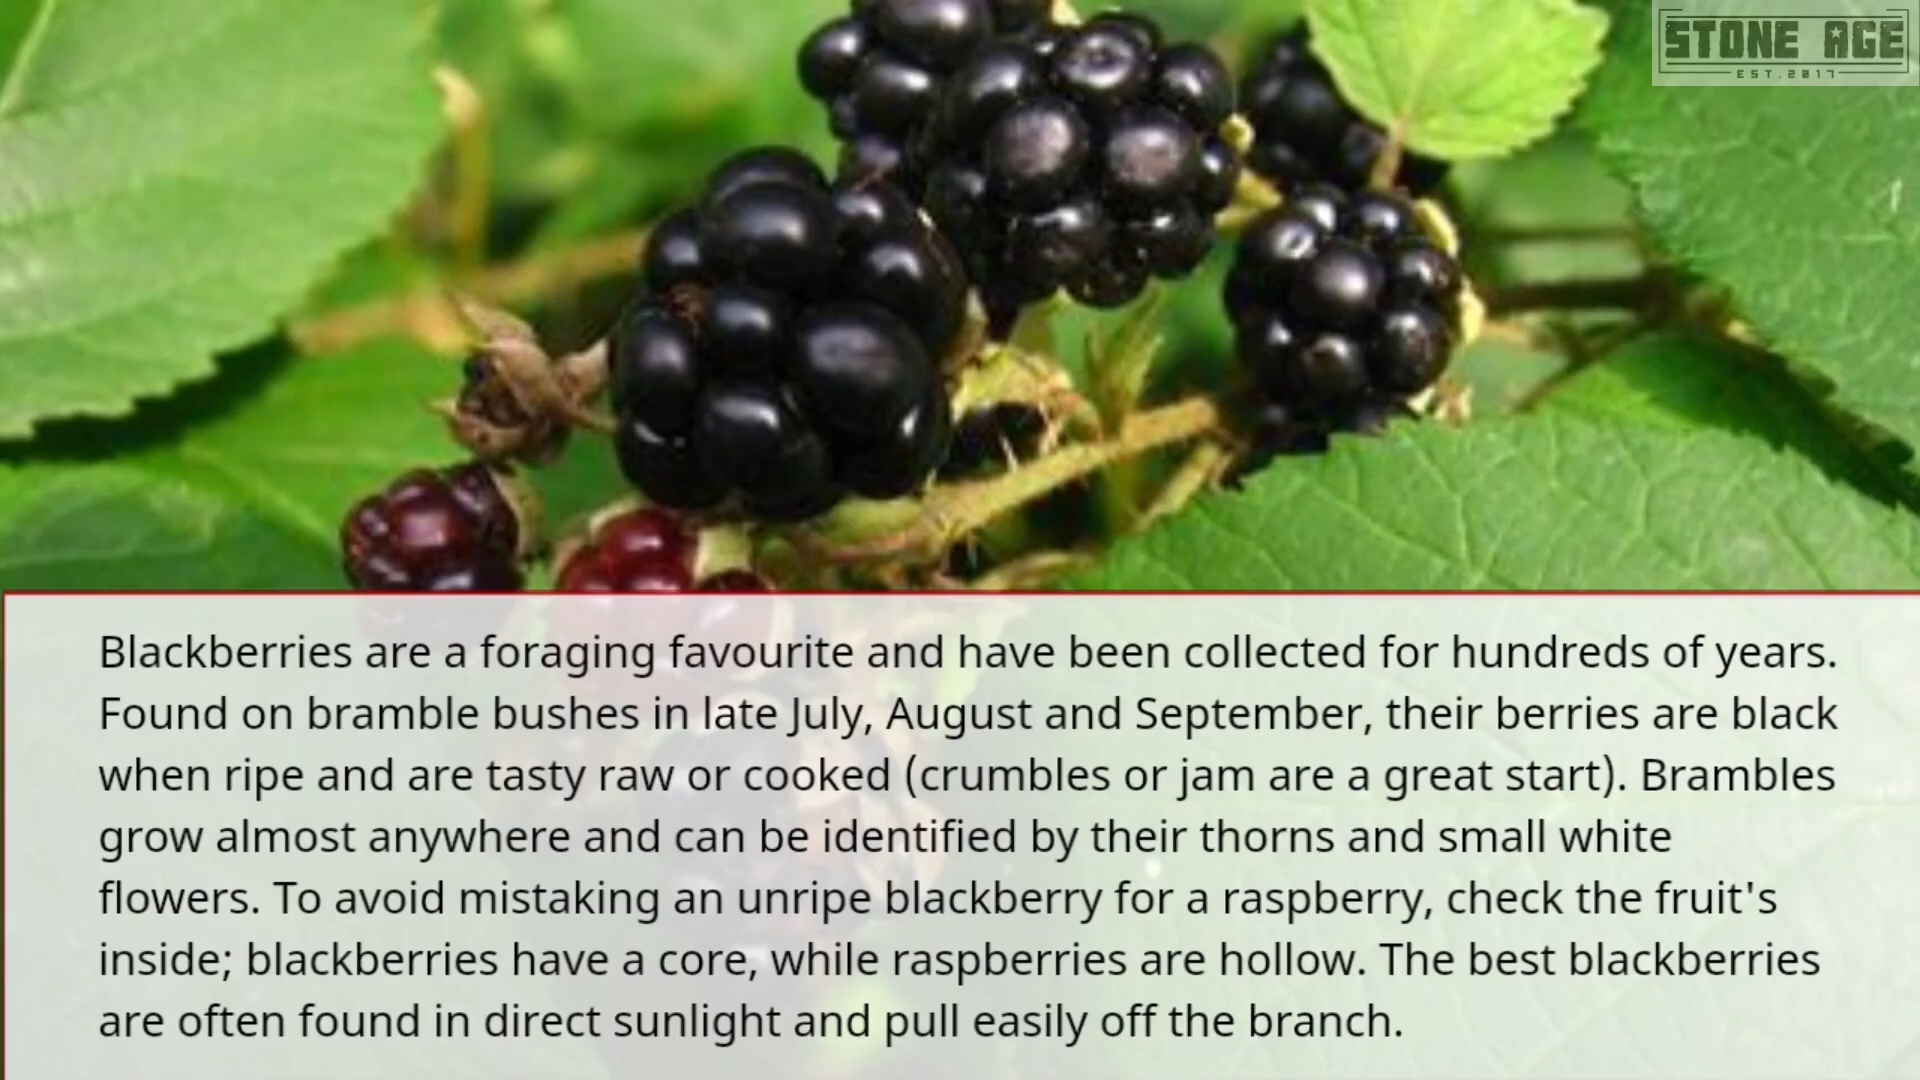 STONE AGE
EST.2017
Blackberries are a foraging favourite and have been collected for hundreds of years.
Found on bramble bushes in late July, August and September, their berries are black
when ripe and are tasty raw or cooked (crumbles or jam are a great start). Brambles
grow almost anywhere and can be identified by their thorns and small white
flowers. To avoid mistaking an unripe blackberry for a raspberry, check the fruit's
inside; blackberries have a core, while raspberries are hollow. The best blackberries
are often found in direct sunlight and pull easily off the branch.